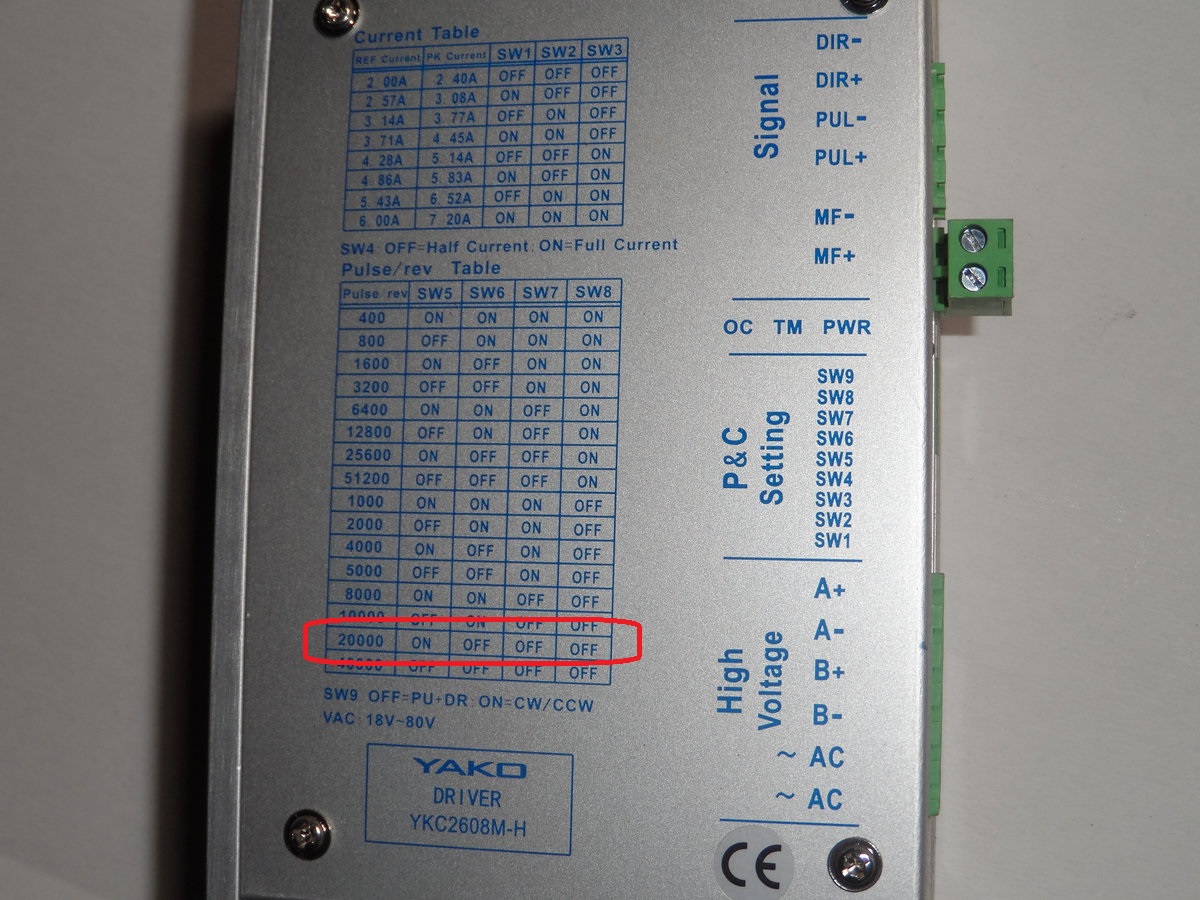 Current Table
REF Current PK Current SW1 SW2 SW3
2.00A 2.40A OFF OFF OFF
2.57A 3.08A ON OFF OFF
3.14A 3.77A OFF ON OFF
3.71A 4.45A ON ON OFF
4.28A 5.14A OFF OFF ON
4.86A 5.83A ON OFF ON
5.43A 6.52A OFF ON ON
6.00A 7.20A ON ON ON
SW4 OFF=Half Current ON=Full Current
Pulse/rev Table
Pulse rev SW5 SW6 SW7 SW8
400 ON ON ON ON
800 OFF ON ON ON
1600 ON OFF ON ON
3200 OFF OFF ON ON
6400 ON ON OFF ON
12800 OFF ON OFF ON
25600 ON OFF OFF ON
51200 OFF OFF OFF ON
1000 ON ON ON OFF
2000 OFF ON ON OFF
4000 ON OFF ON OFF
5000 OFF OFF ON OFF
8000 ON ON OFF OFF
10000 OFF ON OFF OFF
20000 ON OFF OFF OFF
OFF OFF OFF OFF
SW9 OFF=PU+DR ON=CW/CCW
VAC 18V~80V
YAKO
DRIVER
YKC2608M-H
Signal
DIR-
DIR+
PUL-
PUL+
MF-
MF+
OC TM PWR
P&C
Setting
SW9
SW8
SW7
SW6
SW5
SW4
SW3
SW2
SW1
High
Voltage
A+
A-
B+
B-
~ AC
~ AC
CE